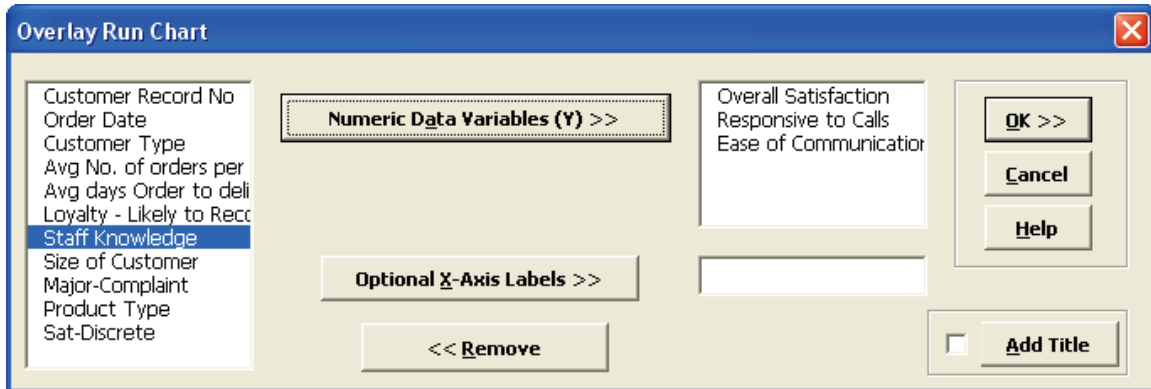 Overlay Run Chart
Customer Record No
Order Date
Customer Type
Avg No. of orders per
Avg days Order to deli
Loyalty - Likely to Reco
Staff Knowledge
Size of Customer
Major-Complaint
Product Type
Sat-Discrete
Numeric Data Variables (Y) >>
Optional X-Axis Labels >>
<< Remove
Overall Satisfaction
Responsive to Calls
Ease of Communication
OK >>
Cancel
Help
Add Title